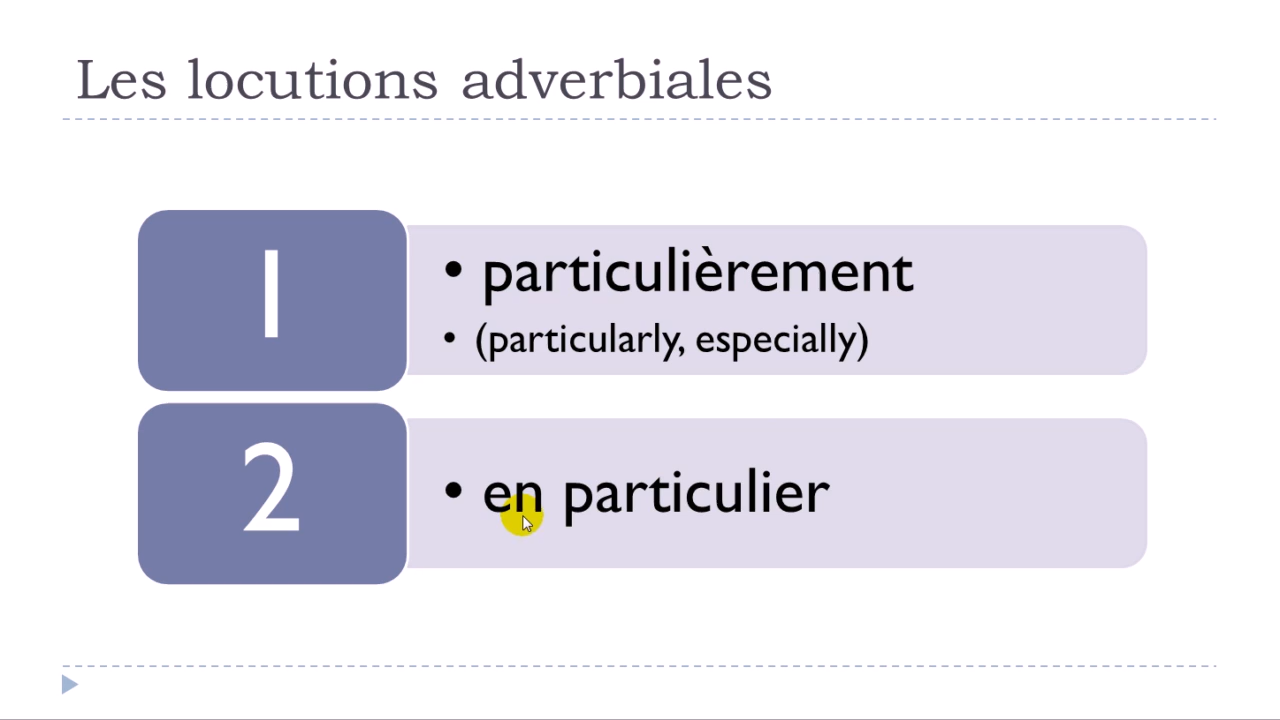 Les locutions adverbiales
1
• particulièrement
• (particularly, especially)
2
• en particulier